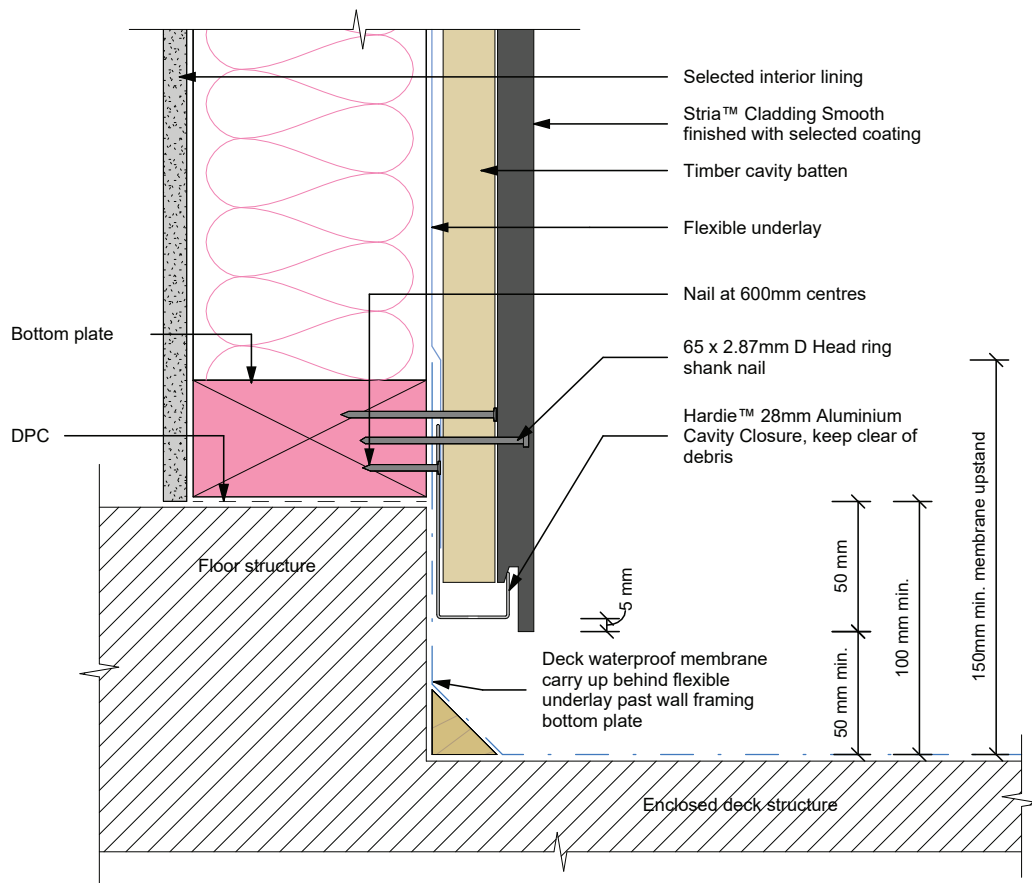 Selected interior lining
Stria™ Cladding Smooth
finished with selected coating
Timber cavity batten
Flexible underlay
Nail at 600mm centres
Bottom plate
65 x 2.87mm D Head ring
shank nail
DPC
Hardie™ 28mm Aluminium
Cavity Closure, keep clear of
debris
Floor structure
5 mm
50 mm
50 mm min.
100 mm min.
150mm min. membrane upstand
Deck waterproof membrane
carry up behind flexible
underlay past wall framing
bottom plate
Enclosed deck structure